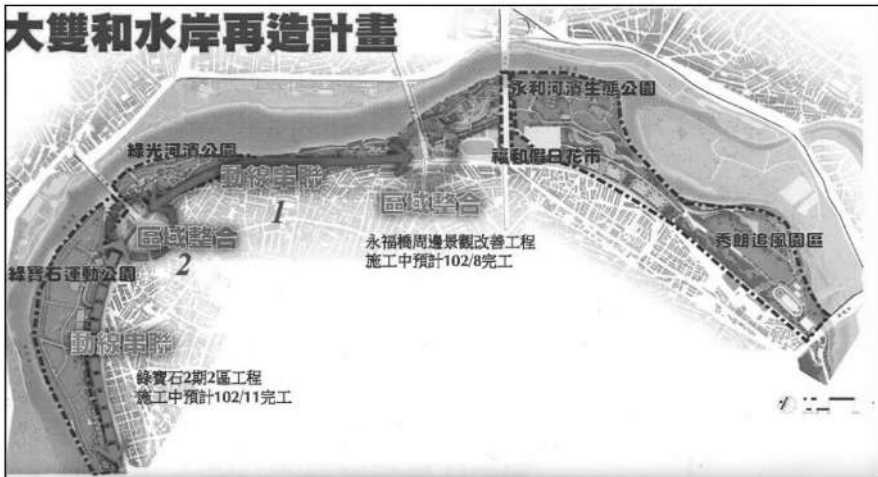 大雙和水岸再造計畫
永和河濱生態公園
綠光河濱公園
福和假日花市
動線串聯
1
區域整合
區域整合
2
永福橋周邊景觀改善工程
施工中預計102/8完工
秀朗追風園區
綠寶石運動公園
動線串聯
綠寶石2期2區工程
施工中預計102/11完工